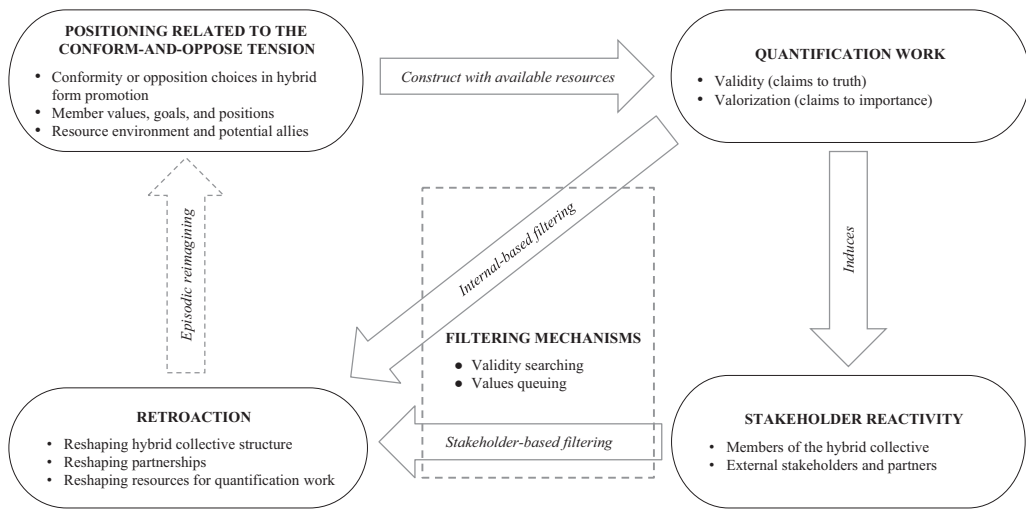 POSITIONING RELATED TO THE
CONFORM-AND-OPPOSE TENSION
• Conformity or opposition choices in hybrid
form promotion
• Member values, goals, and positions
• Resource environment and potential allies
Construct with available resources
QUANTIFICATION WORK
• Validity (claims to truth)
• Valorization (claims to importance)
Episodic reimagining
Internal-based filtering
Induces
FILTERING MECHANISMS
● Validity searching
● Values queuing
RETROACTION
• Reshaping hybrid collective structure
• Reshaping partnerships
• Reshaping resources for quantification work
Stakeholder-based filtering
STAKEHOLDER REACTIVITY
• Members of the hybrid collective
• External stakeholders and partners